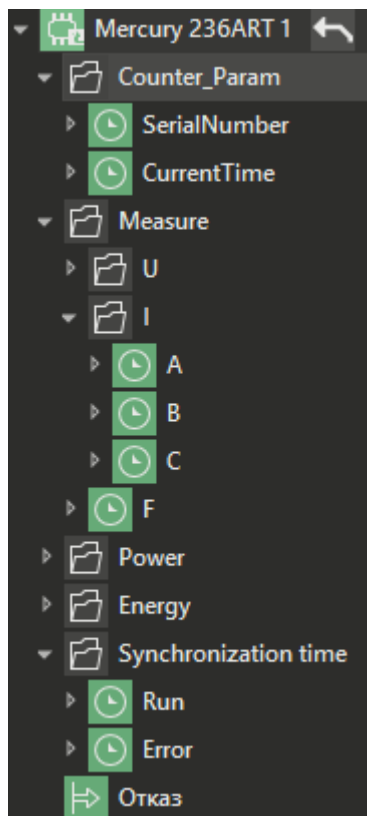 Mercury 236ART 1
Counter_Param
SerialNumber
CurrentTime
Measure
U
I
A
B
C
F
Power
Energy
Synchronization time
Run
Error
Отказ